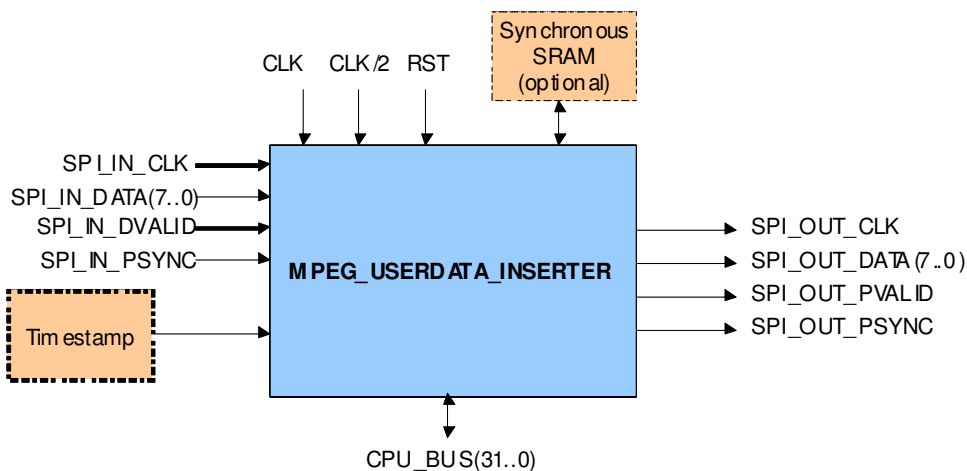 Synchronous
SRAM
(optional)
CLK CLK/2 RST
SPI_IN_CLK
SPI_IN_DATA(7..0)
SPI_IN_DVALID
SPI_IN_PSYNC
MPEG_USERDATA_INSERTER
SPI_OUT_CLK
SPI_OUT_DATA(7..0)
SPI_OUT_PVALID
SPI_OUT_PSYNC
Timestamp
CPU_BUS(31..0)